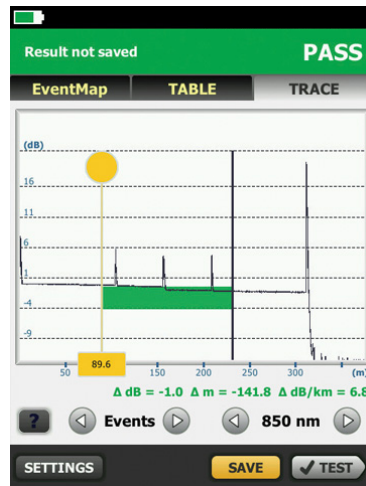 Result not saved PASS
EventMap TABLE TRACE
(dB)
16
11
6
1
-4
-9
89.6
50 150 200 250 300 (m)
Δ dB = -1.0 Δ m = -141.8 Δ dB/km = 6.8
? Events 850 nm
SETTINGS SAVE TEST